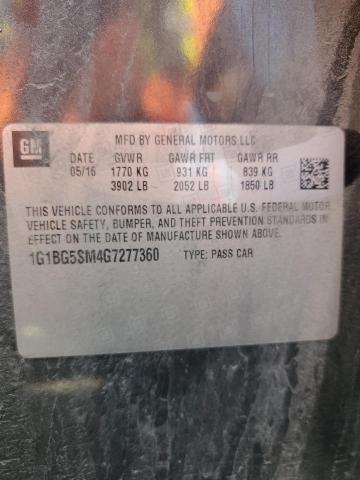 GM
MFD BY GENERAL MOTORS LLC
05/16 GVWR GAWR FRT GAWR RR
1770 KG 931 KG 839 KG
3902 LB 2052 LB 1850 LB
THIS VEHICLE CONFORMS TO ALL APPLICABLE U.S. FEDERAL MOTOR
VEHICLE SAFETY, BUMPER, AND THEFT PREVENTION STANDARDS IN
EFFECT ON THE DATE OF MANUFACTURE SHOWN ABOVE.
1G1BG5SM4G7277360 TYPE: PASS CAR